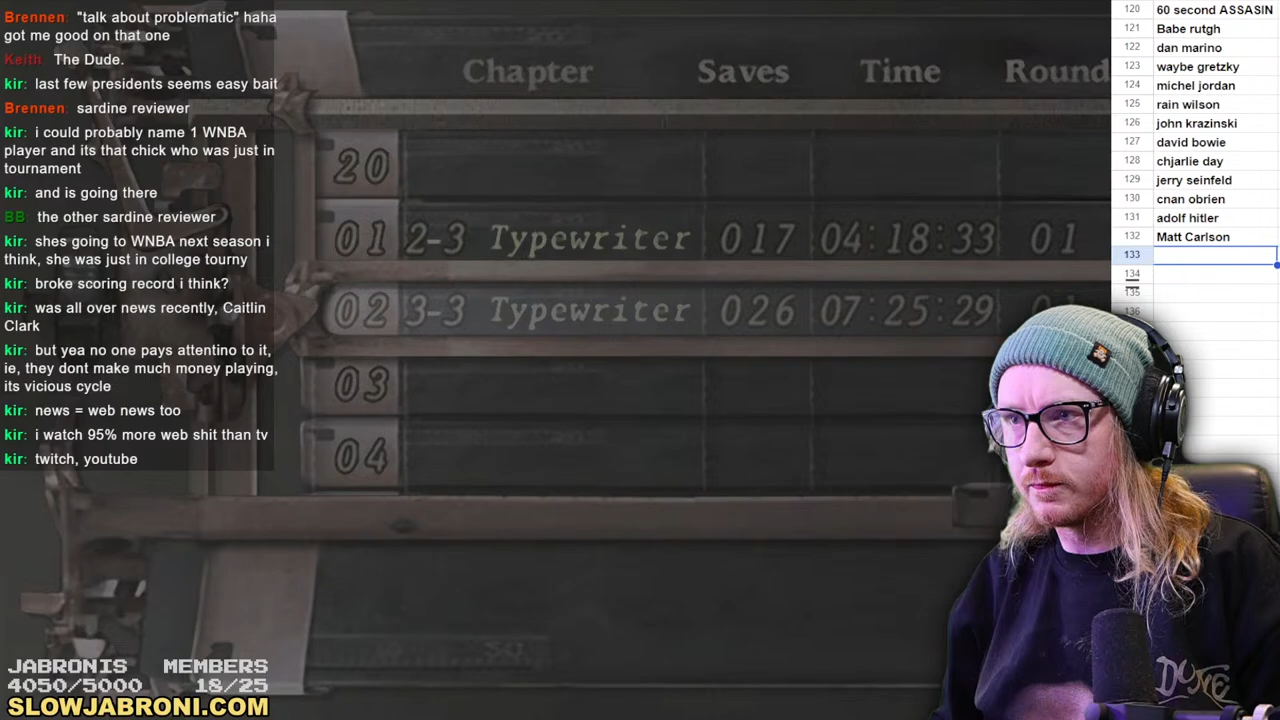 Brennen: "talk about problematic" haha
got me good on that one
Keith: The Dude.
kir: last few presidents seems easy bait
Brennen: sardine reviewer
kir: i could probably name 1 WNBA
player and its that chick who was just in
tournament
kir: and is going there
BB: the other sardine reviewer
kir: shes going to WNBA next season i
think, she was just in college tourny
kir: broke scoring record i think?
kir: was all over news recently, Caitlin
Clark
kir: but yea no one pays attentino to it,
ie, they dont make much money playing,
its vicious cycle
kir: news = web news too
kir: i watch 95% more web shit than tv
kir: twitch, youtube
JABRONIS MEMBERS
4050/5000 18/25
SLOWJABRONI.COM
Chapter Saves Time Round
20
01 Typewriter 017 04:18:33 01
02 3-3 Typewriter 026 07:25:29
03
04
120 60 second ASSASIN
121 Babe rutgh
122 dan marino
123 waybe gretzky
124 michel jordan
125 rain wilson
126 john krazinski
127 david bowie
128 chjarlie day
129 jerry seinfeld
130 cnan obrien
131 adolf hitler
132 Matt Carlson
133
134
135
136
DUNE